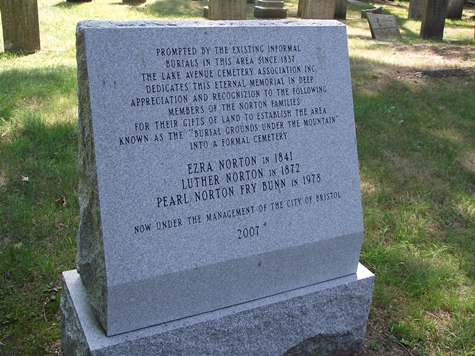 PROMPTED BY THE EXISTING INFORMAL
BURIALS IN THIS AREA SINCE 1837
THE LAKE AVENUE CEMETERY ASSOCIATION INC.
DEDICATES THIS ETERNAL MEMORIAL IN DEEP
APPRECIATION AND RECOGNIZTION TO THE FOLLOWING
MEMBERS OF THE NORTON FAMILIES
FOR THEIR GIFTS OF LAND TO ESTABLISH THE AREA
KNOWN AS THE "BURIAL GROUNDS UNDER THE MOUNTAIN"
INTO A FORMAL CEMETERY
EZRA NORTON IN 1841
LUTHER NORTON IN 1872
PEARL NORTON FRY BUNN IN 1978
NOW UNDER THE MANAGEMENT OF THE CITY OF BRISTOL
2007